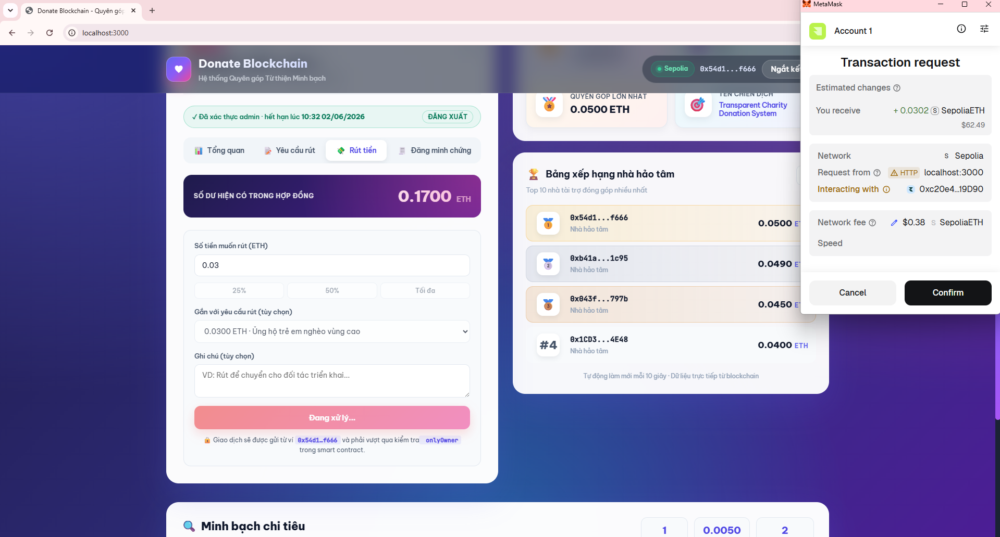 Donate Blockchain - Quyên góp
localhost:3000
Donate Blockchain
Hệ thống Quyên góp Từ thiện Minh bạch
Sepolia
0x54d1...f666
Ngắt kế
✓ Đã xác thực admin · hết hạn lúc 10:32 02/06/2026
ĐĂNG XUẤT
Tổng quan
Yêu cầu rút
Rút tiền
Đăng minh chứng
SỐ DƯ HIỆN CÓ TRONG HỢP ĐỒNG
0.1700 ETH
Số tiền muốn rút (ETH)
0.03
25%
50%
Tối đa
Gắn với yêu cầu rút (tùy chọn)
0.0300 ETH · Ủng hộ trẻ em nghèo vùng cao
Ghi chú (tùy chọn)
VD: Rút để chuyển cho đối tác triển khai...
Đang xử lý...
Giao dịch sẽ được gửi từ ví 0x54d1…f666 và phải vượt qua kiểm tra onlyOwner
trong smart contract.
QUYÊN GÓP LỚN NHẤT
0.0500 ETH
TÊN CHIẾN DỊCH
Transparent Charity
Donation System
Bảng xếp hạng nhà hảo tâm
Top 10 nhà tài trợ đóng góp nhiều nhất
1
0x54d1...f666
Nhà hảo tâm
0.0500 ET
2
0xb41a...1c95
Nhà hảo tâm
0.0490 ET
3
0x043f...797b
Nhà hảo tâm
0.0450 ET
#4
0x1CD3...4E48
Nhà hảo tâm
0.0400 ETH
Tự động làm mới mỗi 10 giây · Dữ liệu trực tiếp từ blockchain
Minh bạch chi tiêu
1
0.0050
2
MetaMask
Account 1
Transaction request
Estimated changes
You receive
+ 0.0302 S SepoliaETH
$62.49
Network
S Sepolia
Request from
HTTP localhost:3000
Interacting with
0xc20e4...19D90
Network fee
$0.38 S SepoliaETH
Speed
Cancel
Confirm